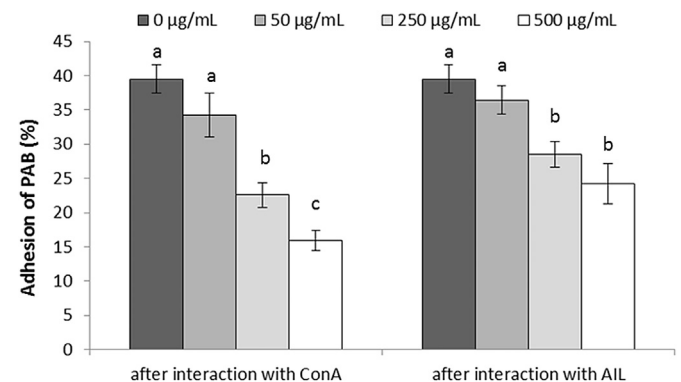 0 µg/mL 50 µg/mL 250 µg/mL 500 µg/mL
Adhesion of PAB (%)
45
40
35
30
25
20
15
10
5
0
a a b c
a a b b
after interaction with ConA after interaction with AIL